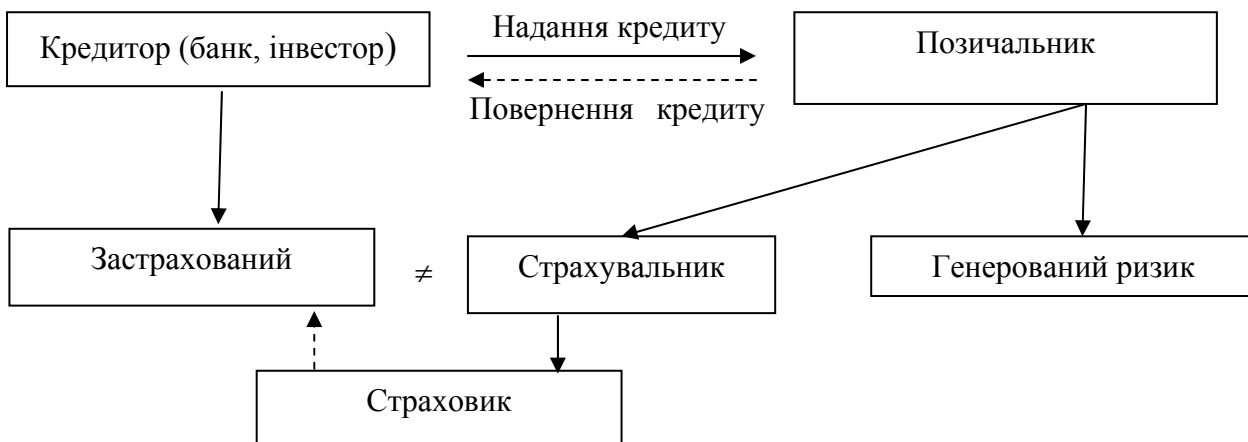 Кредитор (банк, інвестор)
Надання кредиту
Позичальник
Повернення кредиту
Застрахований
≠
Страхувальник
Генерований ризик
Страховик